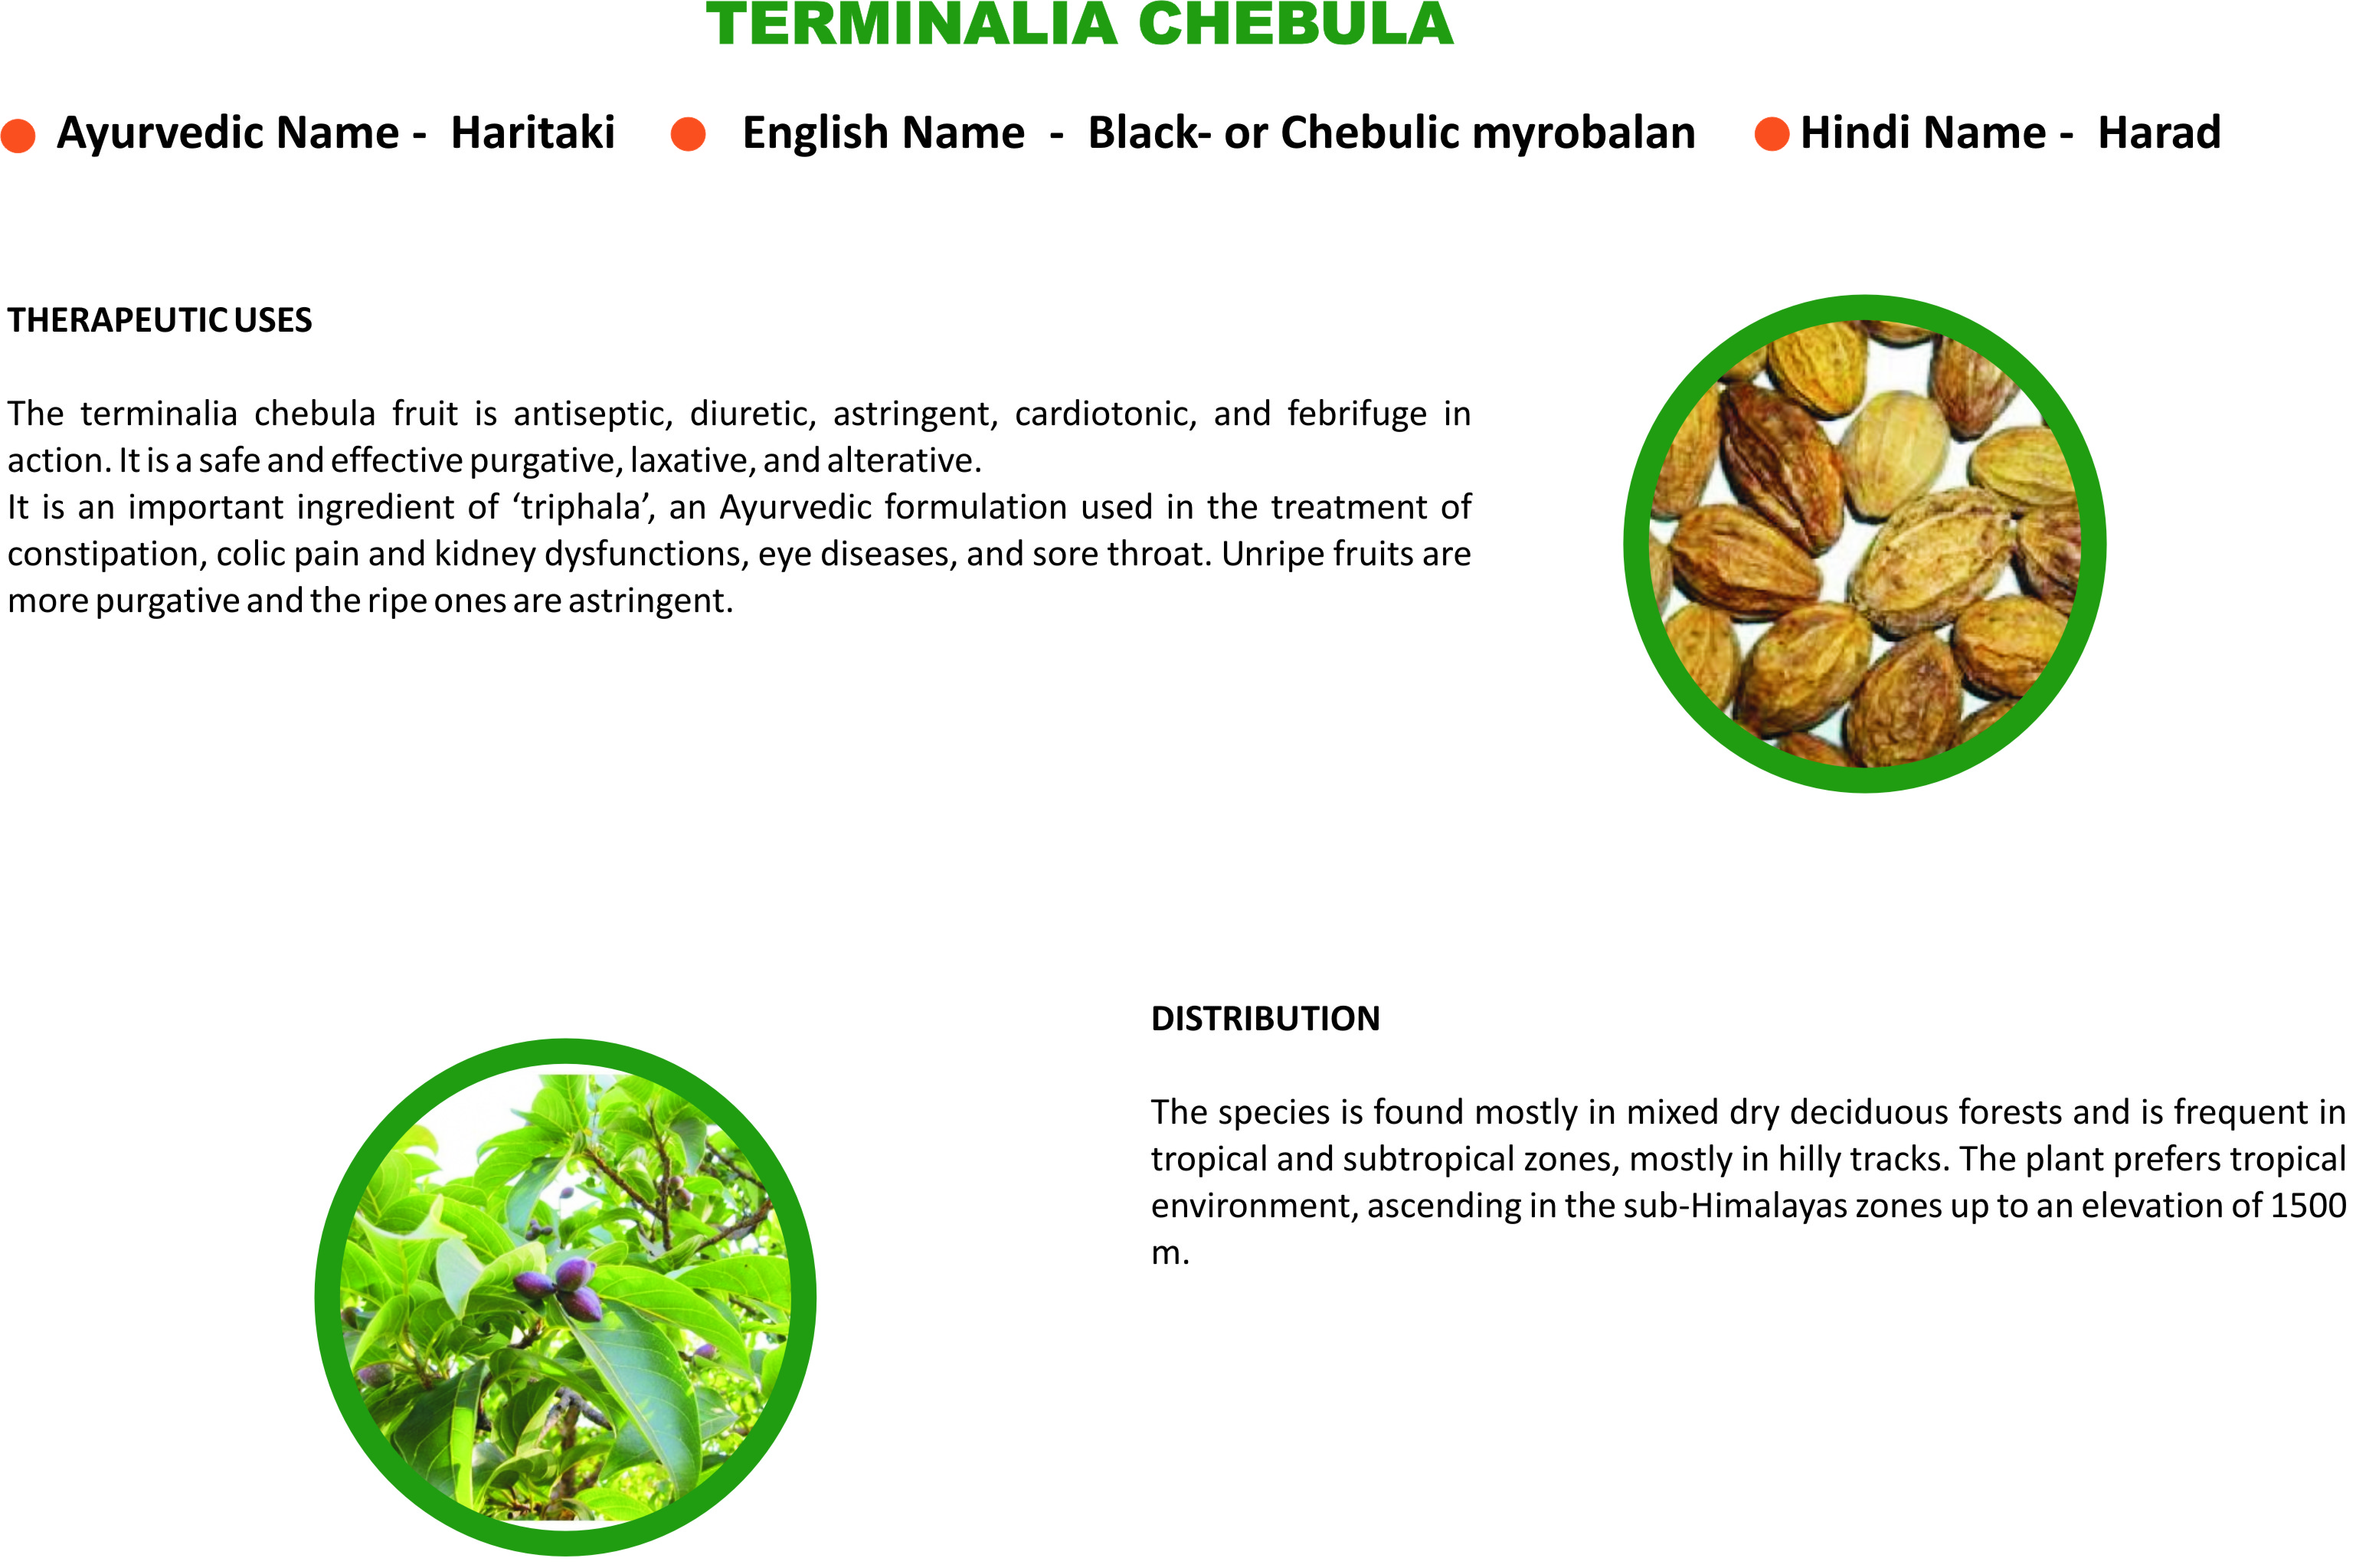 TERMINALIA CHEBULA
Ayurvedic Name - Haritaki
English Name - Black- or Chebulic myrobalan
Hindi Name - Harad
THERAPEUTIC USES
The terminalia chebula fruit is antiseptic, diuretic, astringent, cardiotonic, and febrifuge in
action. It is a safe and effective purgative, laxative, and alterative.
It is an important ingredient of ‘triphala’, an Ayurvedic formulation used in the treatment of
constipation, colic pain and kidney dysfunctions, eye diseases, and sore throat. Unripe fruits are
more purgative and the ripe ones are astringent.
DISTRIBUTION
The species is found mostly in mixed dry deciduous forests and is frequent in
tropical and subtropical zones, mostly in hilly tracks. The plant prefers tropical
environment, ascending in the sub-Himalayas zones up to an elevation of 1500
m.